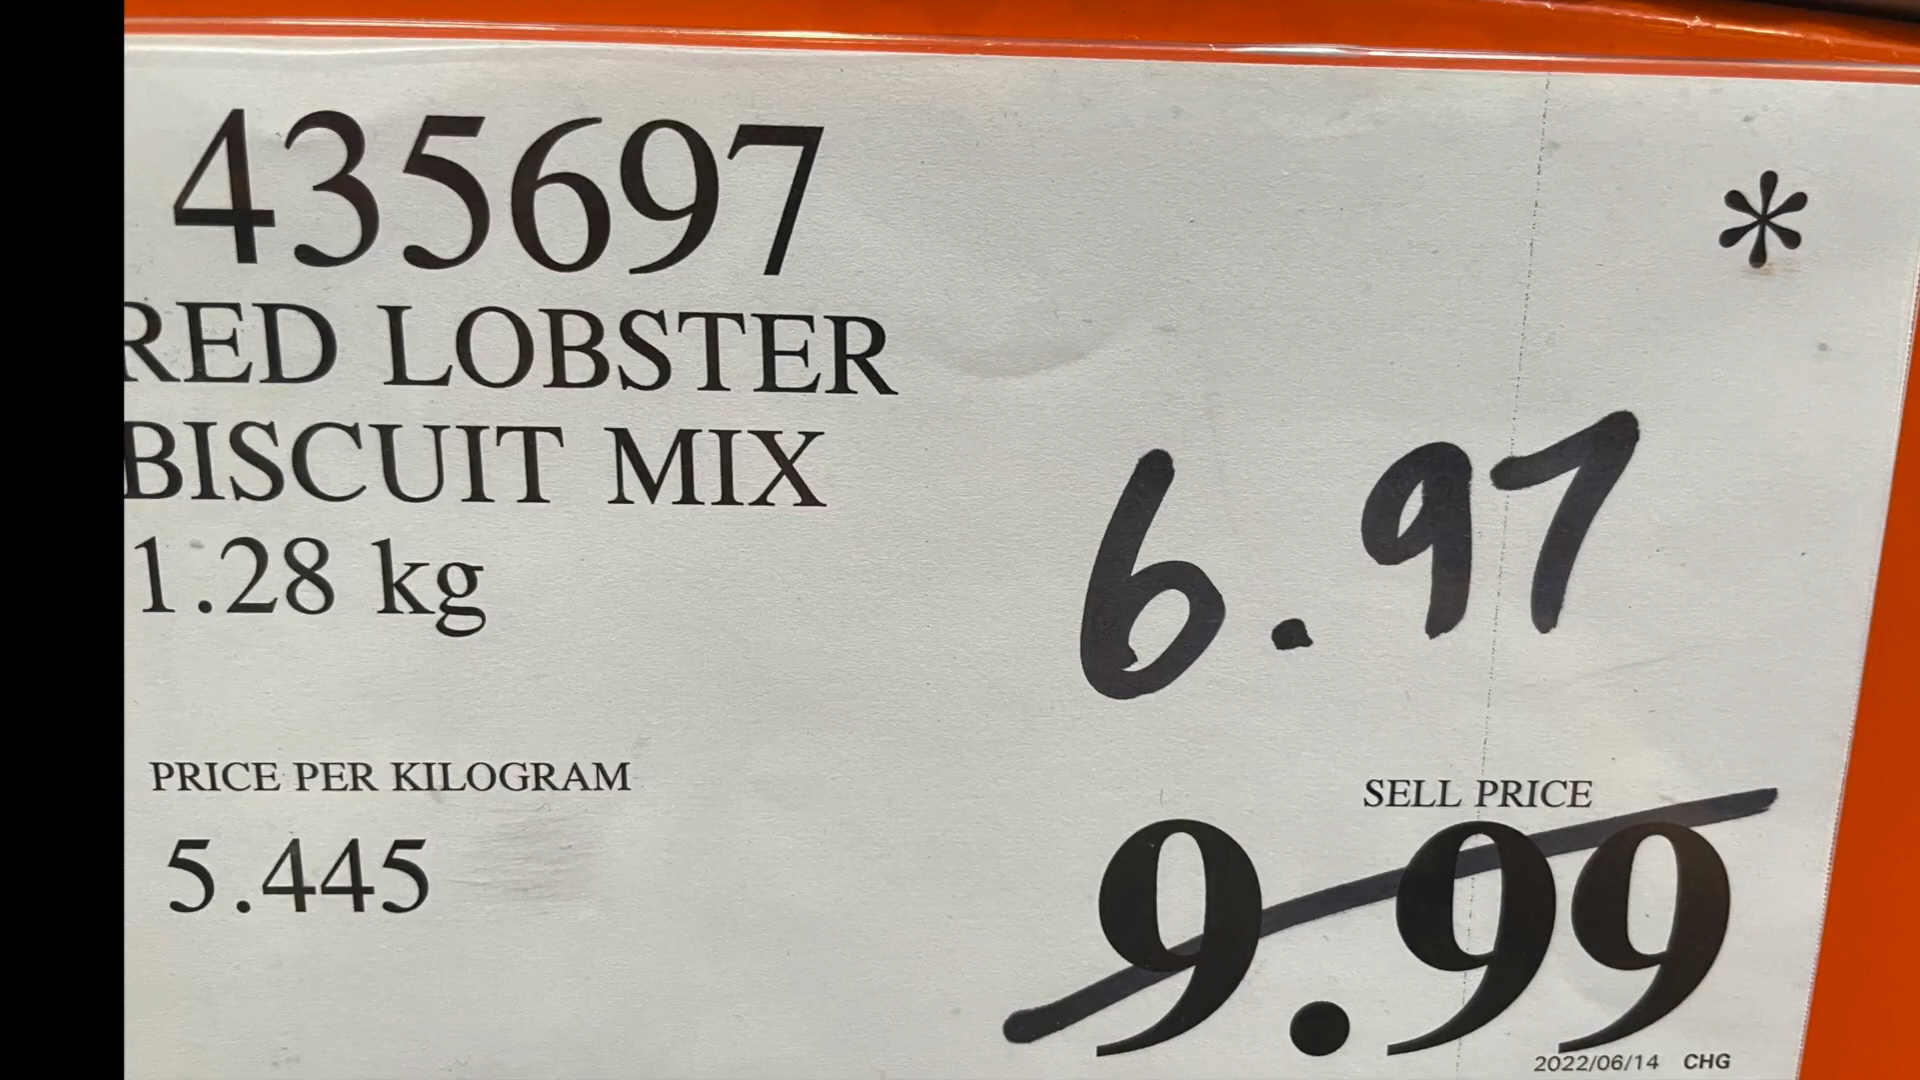 435697
*
RED LOBSTER
BISCUIT MIX
1.28 kg
6.97
PRICE PER KILOGRAM
5.445
SELL PRICE
9.99
2022/06/14 CHG